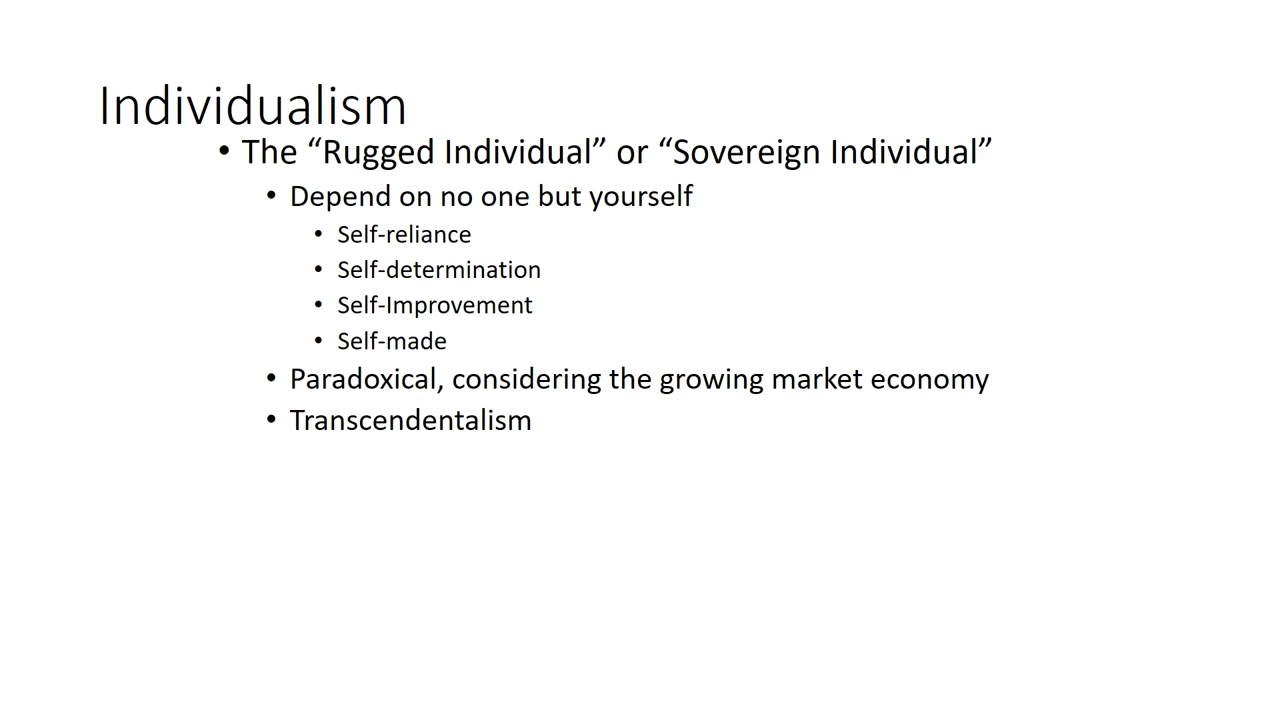 Individualism
• The “Rugged Individual” or “Sovereign Individual”
• Depend on no one but yourself
• Self-reliance
• Self-determination
• Self-Improvement
• Self-made
• Paradoxical, considering the growing market economy
• Transcendentalism